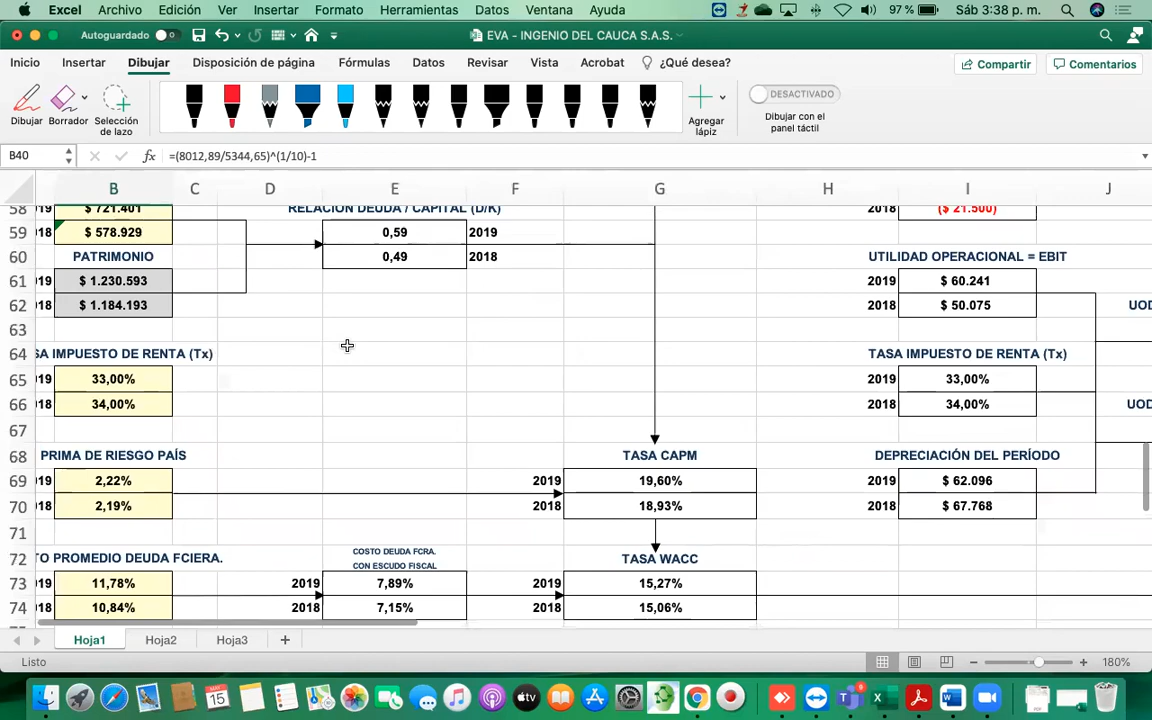 Excel Archivo Edición Ver Insertar Formato Herramientas Datos Ventana Ayuda 97 % Sáb 3:38 p. m.
Autoguardado EVA - INGENIO DEL CAUCA S.A.S.
Inicio Insertar Dibujar Disposición de página Fórmulas Datos Revisar Vista Acrobat ¿Qué desea? Compartir Comentarios
DESACTIVADO
Dibujar Borrador Selección de lazo Agregar lápiz Dibujar con el panel táctil
B40 fx =(8012,89/5344,65)^(1/10)-1
B C D E F G H I J
58 019 $ 721.401 RELACIÓN DEUDA / CAPITAL (D/K) 2018 ($ 21.500)
59 018 $ 578.929 0,59 2019
60 PATRIMONIO 0,49 2018 UTILIDAD OPERACIONAL = EBIT
61 019 $ 1.230.593 2019 $ 60.241
62 018 $ 1.184.193 2018 $ 50.075 UOD
63
64 SA IMPUESTO DE RENTA (Tx) TASA IMPUESTO DE RENTA (Tx)
65 019 33,00% 2019 33,00%
66 018 34,00% 2018 34,00% UOD
67
68 PRIMA DE RIESGO PAÍS TASA CAPM DEPRECIACIÓN DEL PERÍODO
69 019 2,22% 2019 19,60% 2019 $ 62.096
70 018 2,19% 2018 18,93% 2018 $ 67.768
71
72 TO PROMEDIO DEUDA FCIERA. COSTO DEUDA FCRA. CON ESCUDO FISCAL TASA WACC
73 019 11,78% 2019 7,89% 2019 15,27%
74 018 10,84% 2018 7,15% 2018 15,06%
Hoja1 Hoja2 Hoja3
Listo 180%
MAY 15 tv 9